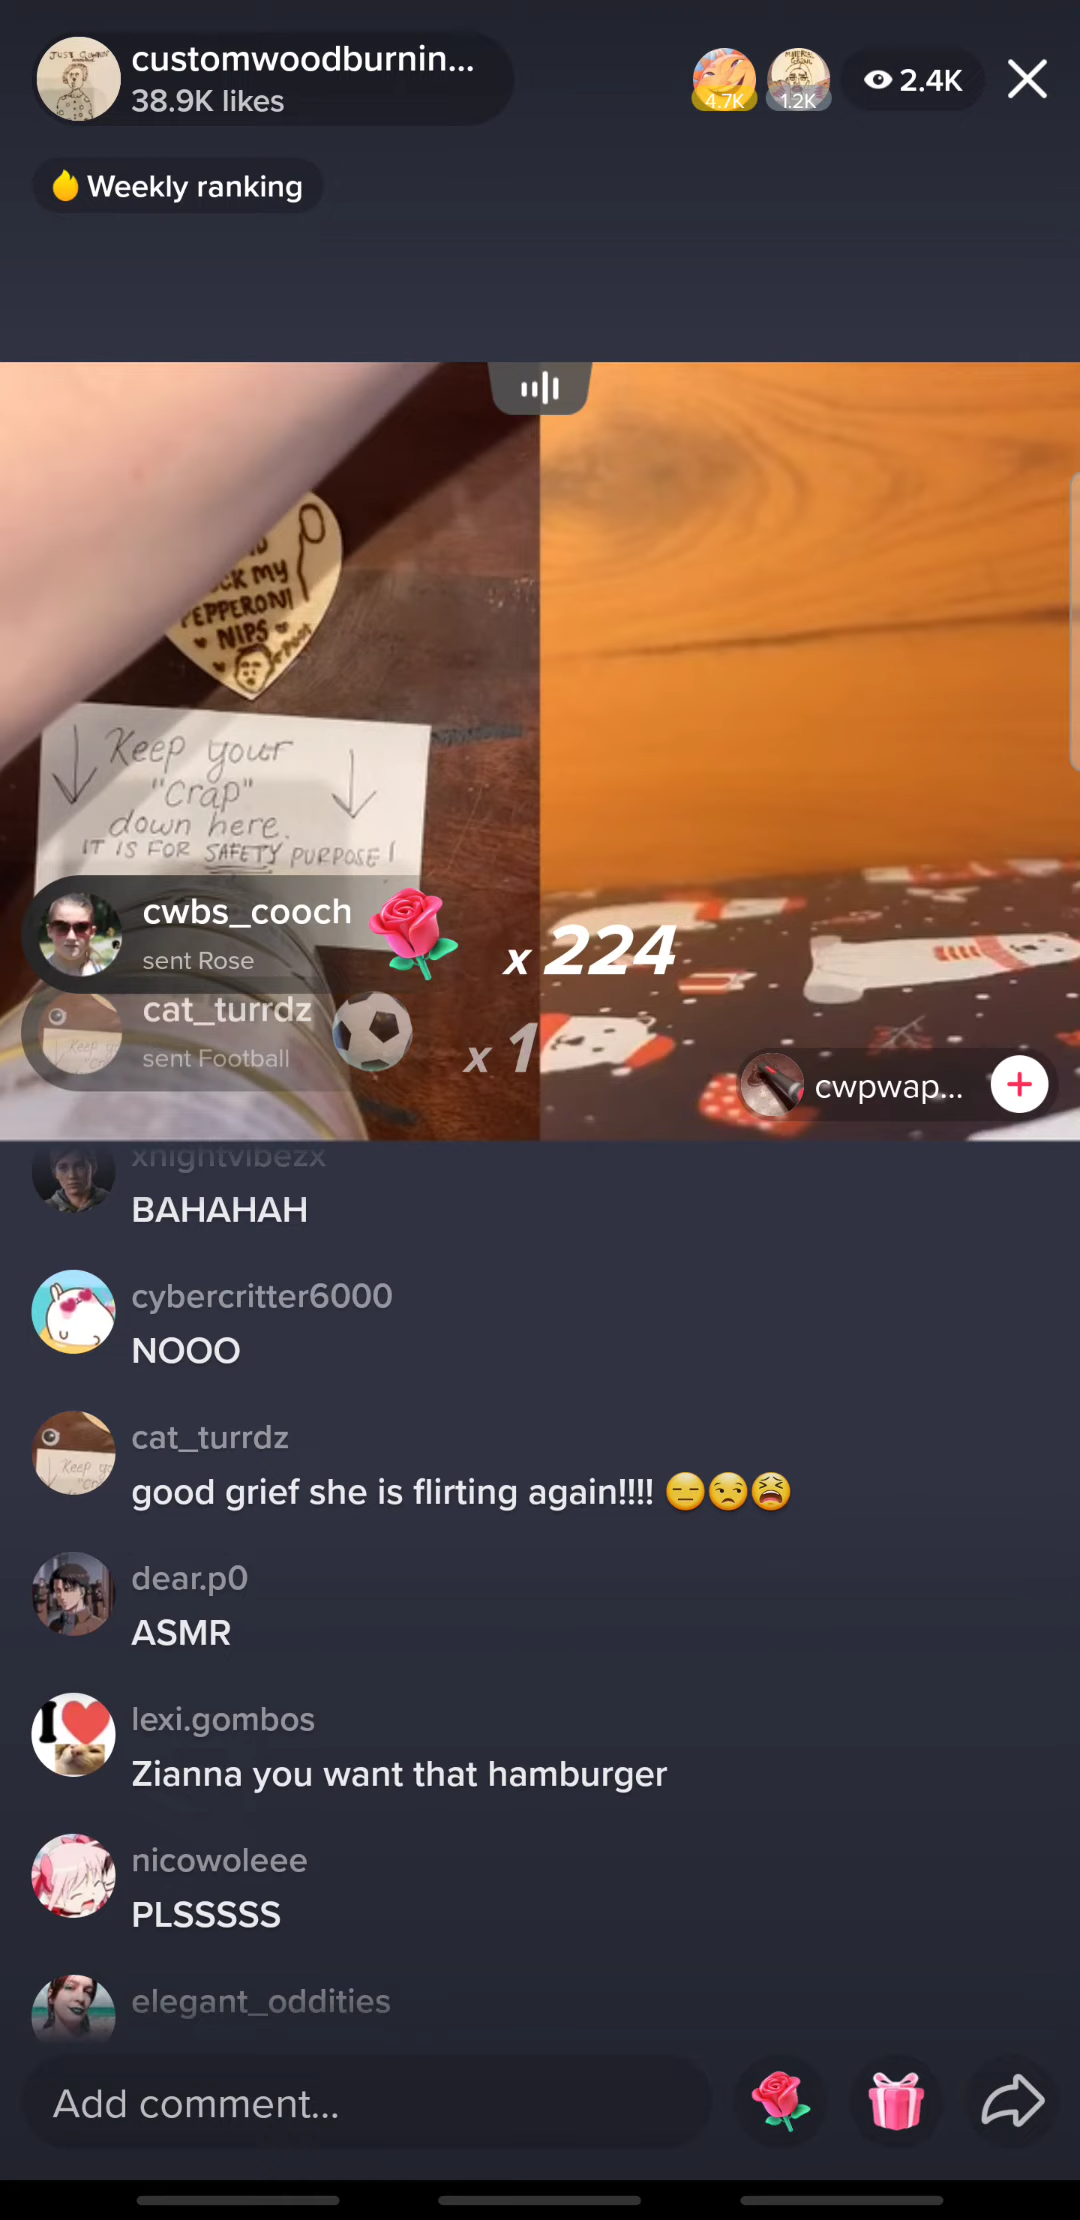 customwoodburnin...
38.9K likes
4.7K
1.2K
2.4K
Weekly ranking
MY
PEPPERONI
NIPS
Keep your
"Crap"
down here.
IT IS FOR SAFETY PURPOSE!
cwbs_cooch
sent Rose
x 224
cat_turrdz
sent Football
x 1
cwpwap...
xnightvibezx
BAHAHAH
cybercritter6000
NOOO
cat_turrdz
good grief she is flirting again!!!! 😑😒😫
dear.p0
ASMR
lexi.gombos
Zianna you want that hamburger
nicowoleee
PLSSSSS
elegant_oddities
Add comment...